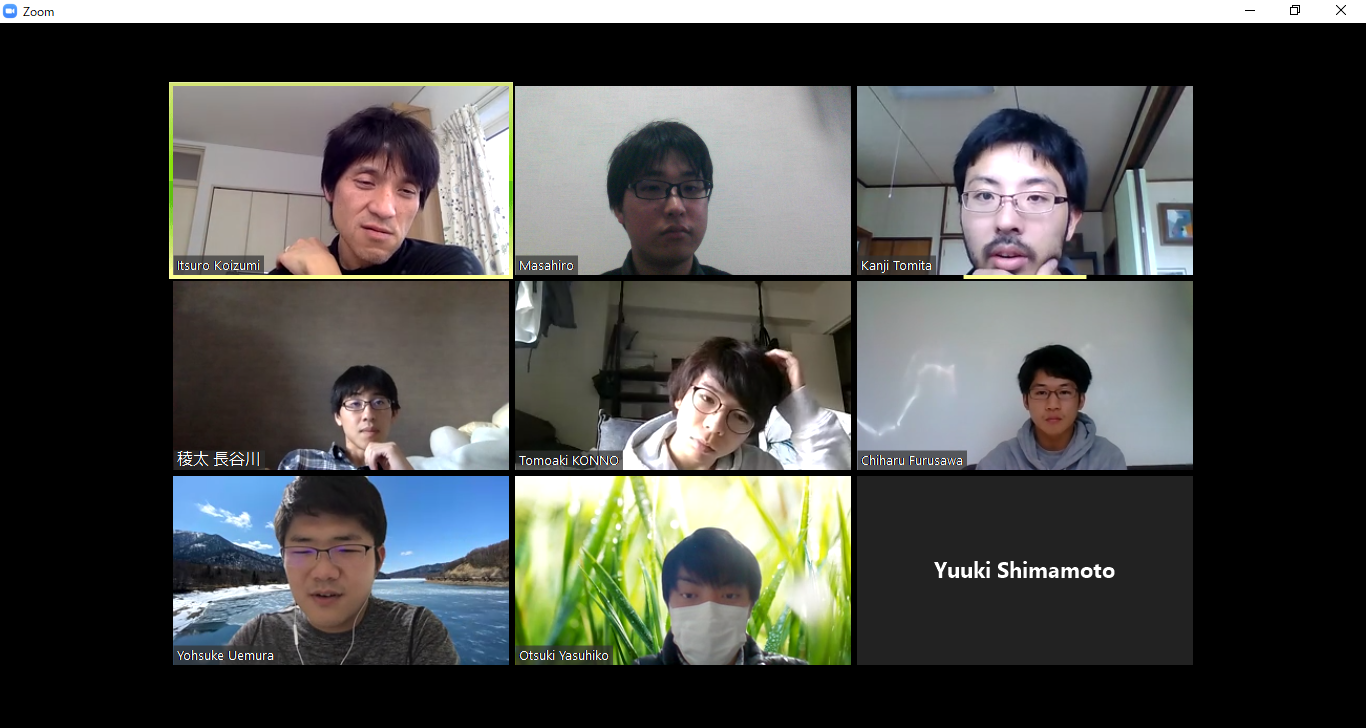 Zoom
Itsuro Koizumi
Masahiro
Kanji Tomita
稜太 長谷川
Tomoaki KONNO
Chiharu Furusawa
Yohsuke Uemura
Otsuki Yasuhiko
Yuuki Shimamoto